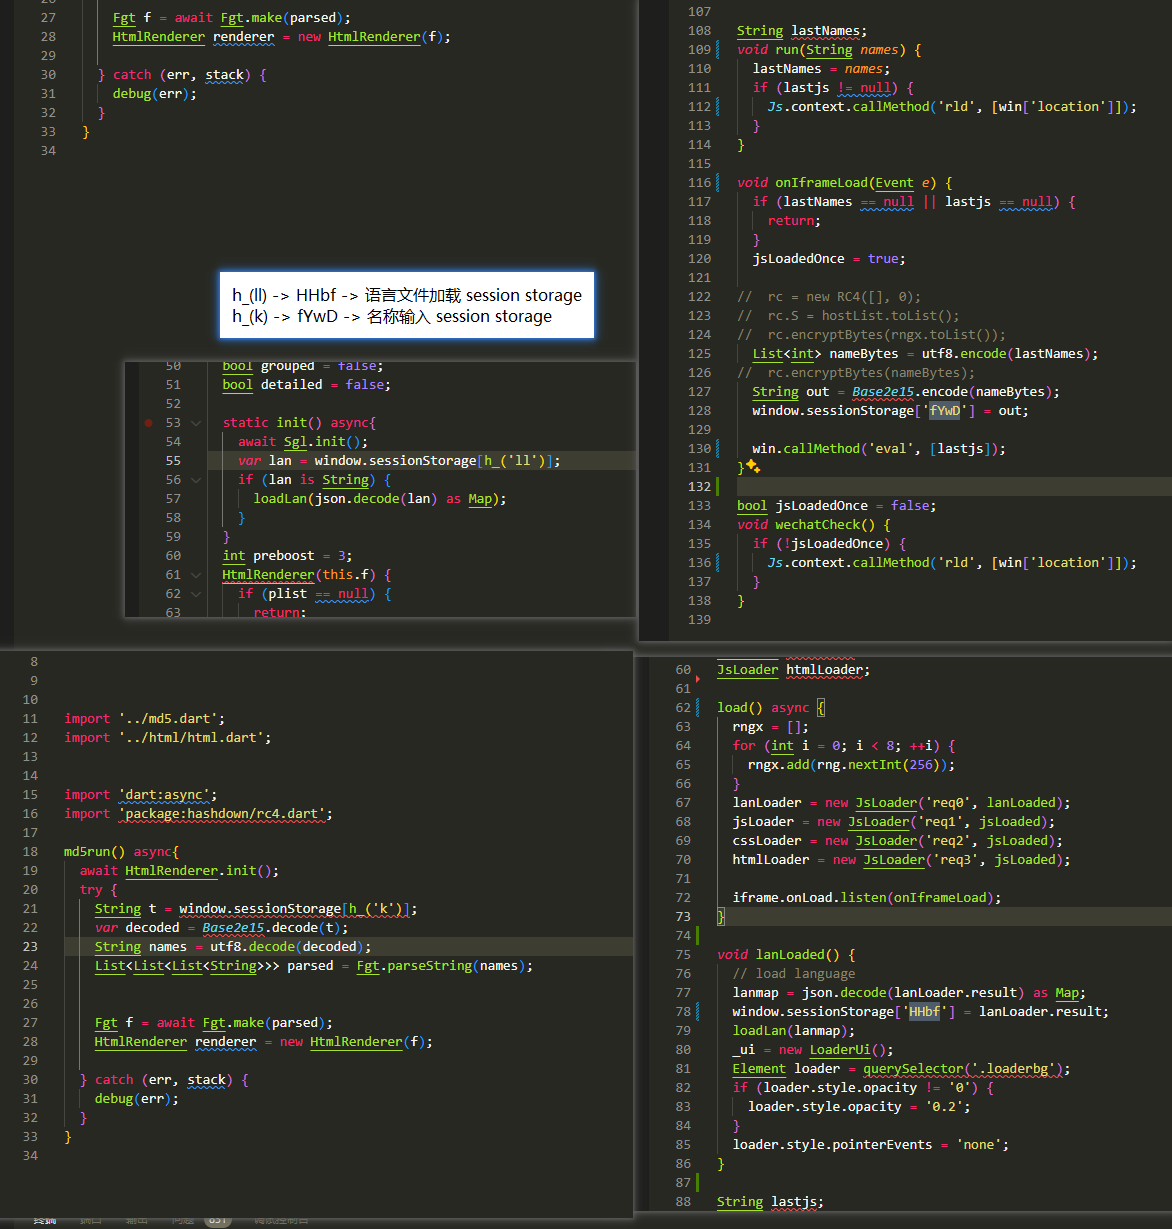 27 Fgt f = await Fgt.make(parsed);
28 HtmlRenderer renderer = new HtmlRenderer(f);
29
30 } catch (err, stack) {
31 debug(err);
32 }
33 }
34
h_(ll) -> HHbf -> 语言文件加载 session storage
h_(k) -> fYwD -> 名称输入 session storage
50 bool grouped = false;
51 bool detailed = false;
52
53 static init() async{
54 await Sgl.init();
55 var lan = window.sessionStorage[h_('ll')];
56 if (lan is String) {
57 loadLan(json.decode(lan) as Map);
58 }
59 }
60 int preboost = 3;
61 HtmlRenderer(this.f) {
62 if (plist == null) {
63 return;
107
108 String lastNames;
109 void run(String names) {
110 lastNames = names;
111 if (lastjs != null) {
112 Js.context.callMethod('rld', [win['location']]);
113 }
114 }
115
116 void onIframeLoad(Event e) {
117 if (lastNames == null || lastjs == null) {
118 return;
119 }
120 jsLoadedOnce = true;
121
122 // rc = new RC4([], 0);
123 // rc.S = hostList.toList();
124 // rc.encryptBytes(rngx.toList());
125 List<int> nameBytes = utf8.encode(lastNames);
126 // rc.encryptBytes(nameBytes);
127 String out = Base2e15.encode(nameBytes);
128 window.sessionStorage['fYwD'] = out;
129
130 win.callMethod('eval', [lastjs]);
131 }
132
133 bool jsLoadedOnce = false;
134 void wechatCheck() {
135 if (!jsLoadedOnce) {
136 Js.context.callMethod('rld', [win['location']]);
137 }
138 }
139
8
9
10
11 import '../md5.dart';
12 import '../html/html.dart';
13
14
15 import 'dart:async';
16 import 'package:hashdown/rc4.dart';
17
18 md5run() async{
19 await HtmlRenderer.init();
20 try {
21 String t = window.sessionStorage[h_('k')];
22 var decoded = Base2e15.decode(t);
23 String names = utf8.decode(decoded);
24 List<List<List<String>>> parsed = Fgt.parseString(names);
25
26
27 Fgt f = await Fgt.make(parsed);
28 HtmlRenderer renderer = new HtmlRenderer(f);
29
30 } catch (err, stack) {
31 debug(err);
32 }
33 }
34
60 JsLoader htmlLoader;
61
62 load() async {
63 rngx = [];
64 for (int i = 0; i < 8; ++i) {
65 rngx.add(rng.nextInt(256));
66 }
67 lanLoader = new JsLoader('req0', lanLoaded);
68 jsLoader = new JsLoader('req1', jsLoaded);
69 cssLoader = new JsLoader('req2', jsLoaded);
70 htmlLoader = new JsLoader('req3', jsLoaded);
71
72 iframe.onLoad.listen(onIframeLoad);
73 }
74
75 void lanLoaded() {
76 // load language
77 lanmap = json.decode(lanLoader.result) as Map;
78 window.sessionStorage['HHbf'] = lanLoader.result;
79 loadLan(lanmap);
80 _ui = new LoaderUi();
81 Element loader = querySelector('.loaderbg');
82 if (loader.style.opacity != '0') {
83 loader.style.opacity = '0.2';
84 }
85 loader.style.pointerEvents = 'none';
86 }
87
88 String lastjs;